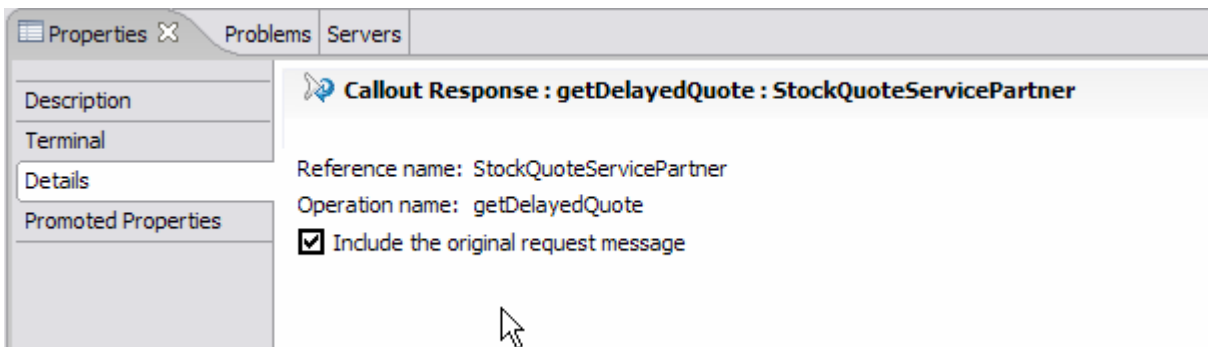 Properties Problems Servers
Description
Terminal
Details
Promoted Properties
Callout Response : getDelayedQuote : StockQuoteServicePartner
Reference name: StockQuoteServicePartner
Operation name: getDelayedQuote
Include the original request message